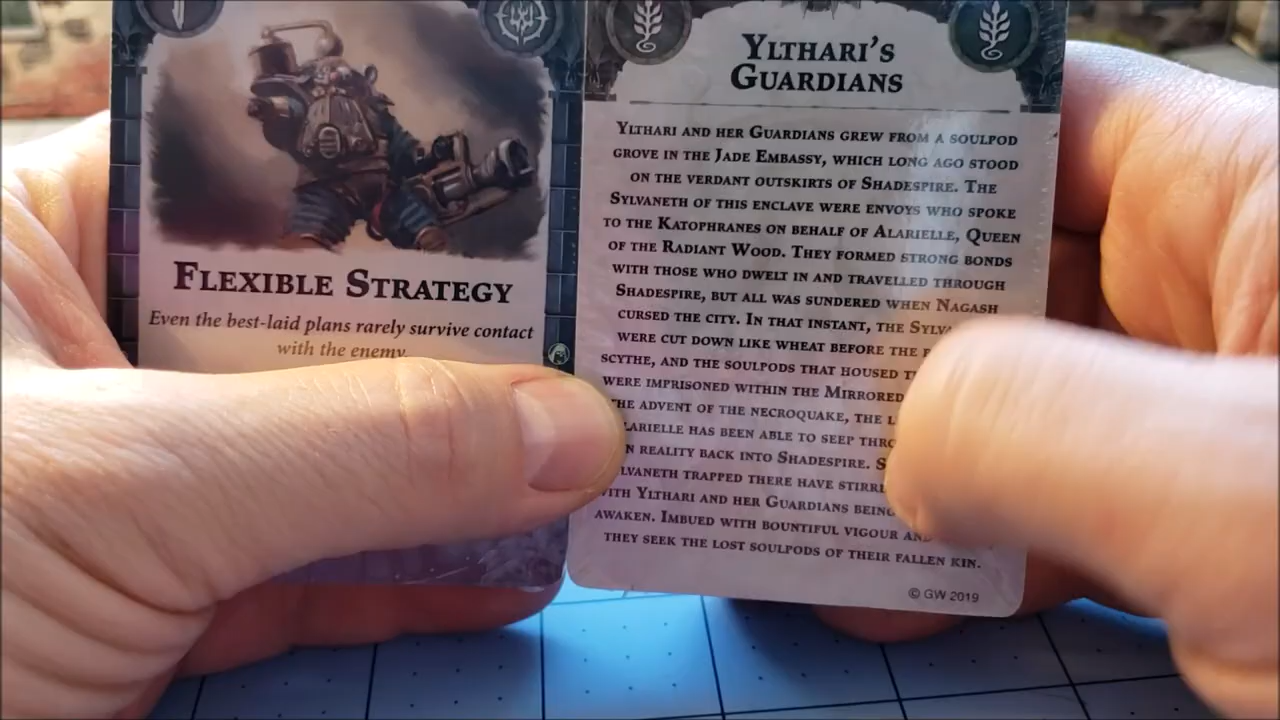 Flexible Strategy
Even the best-laid plans rarely survive contact
with the enemy.
Ylthari's
Guardians
Ylthari and her Guardians grew from a soulpod
grove in the Jade Embassy, which long ago stood
on the verdant outskirts of Shadespire. The
Sylvaneth of this enclave were envoys who spoke
to the Katophranes on behalf of Alarielle, Queen
of the Radiant Wood. They formed strong bonds
with those who dwelt in and travelled through
Shadespire, but all was sundered when Nagash
cursed the city. In that instant, the
were cut down like wheat before the
scythe, and the soulpods that housed
were imprisoned within the Mirrored
the advent of the Necroquake, the
has been able to seep
reality back into Shadespire.
trapped there have
with Ylthari and her Guardians being
awaken. Imbued with bountiful vigour
they seek the lost soulpods of their fallen kin.
© GW 2019